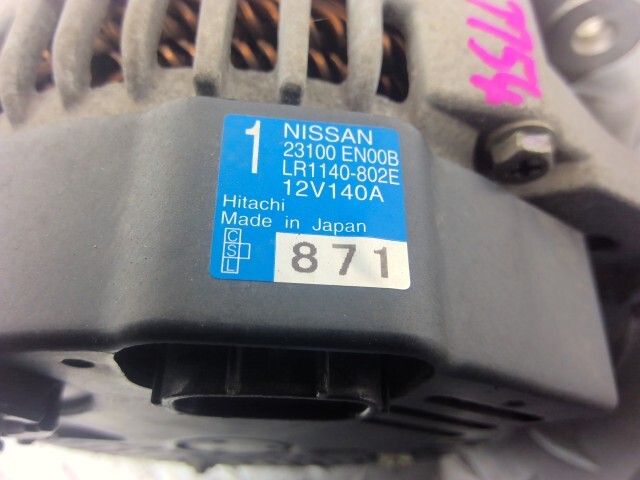 1
NISSAN
23100 EN00B
LR1140-802E
12V140A
Hitachi
Made in Japan
C
S
L
871